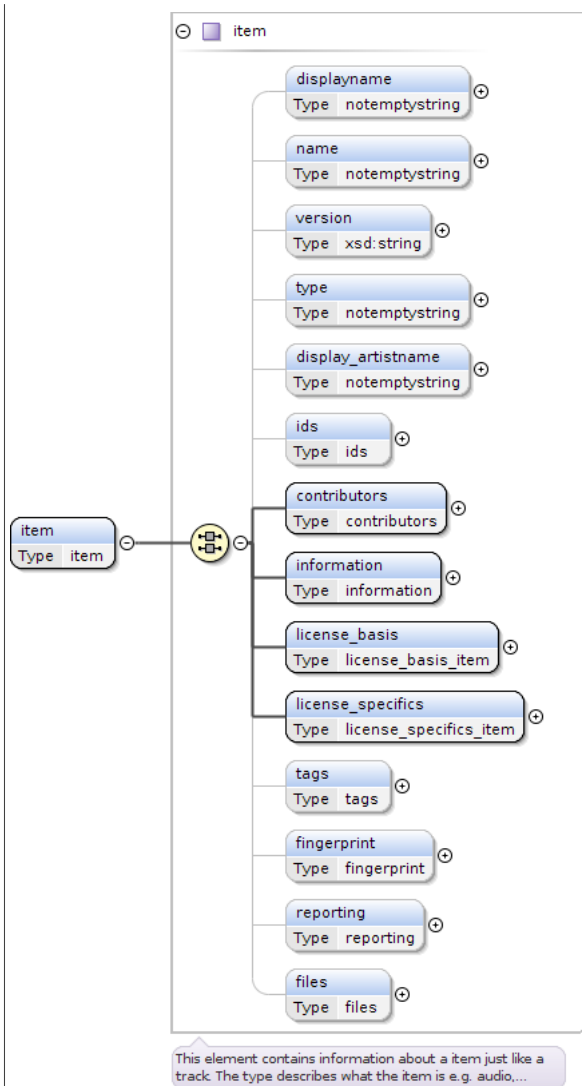 item
displayname
Type notemptystring
name
Type notemptystring
version
Type xsd:string
type
Type notemptystring
display_artistname
Type notemptystring
ids
Type ids
contributors
Type contributors
item
Type item
information
Type information
license_basis
Type license_basis_item
license_specifics
Type license_specifics_item
tags
Type tags
fingerprint
Type fingerprint
reporting
Type reporting
files
Type files
This element contains information about a item just like a
track. The type describes what the item is e.g. audio,...